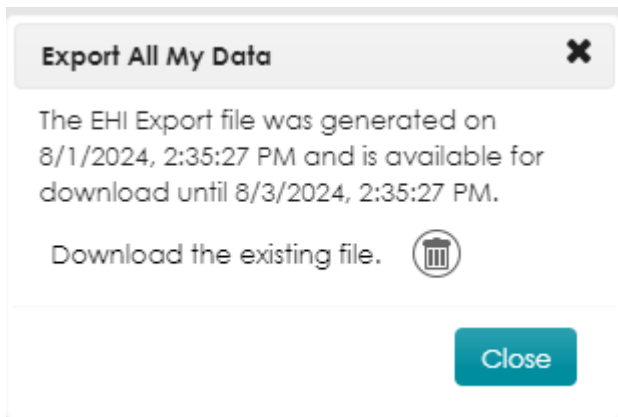 Export All My Data
The EHI Export file was generated on
8/1/2024, 2:35:27 PM and is available for
download until 8/3/2024, 2:35:27 PM.
Download the existing file.
Close